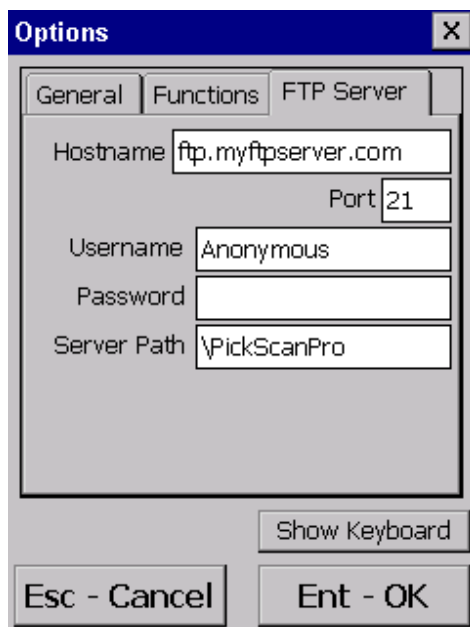 Options X
General Functions FTP Server
Hostname ftp.myftpserver.com
Port 21
Username Anonymous
Password
Server Path \PickScanPro
Show Keyboard
Esc - Cancel Ent - OK